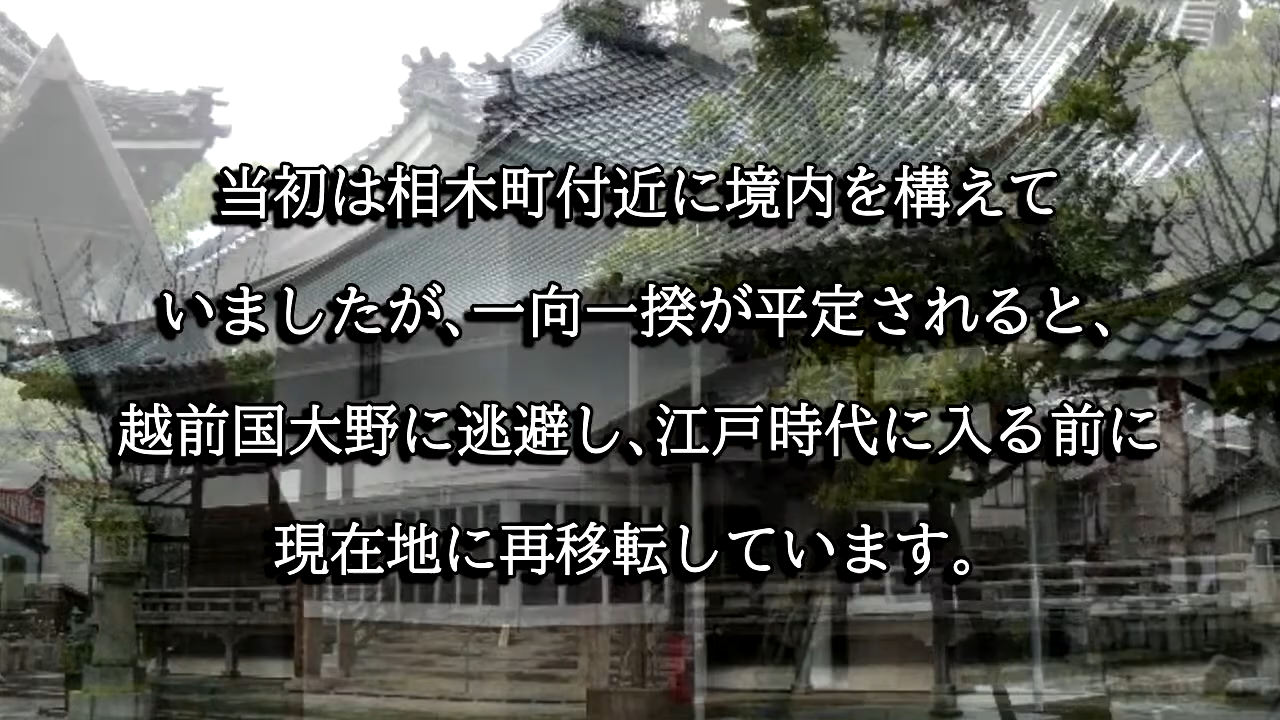 当初は相木町付近に境内を構えて
いましたが、一向一揆が平定されると、
越前国大野に逃避し、江戸時代に入る前に
現在地に再移転しています。